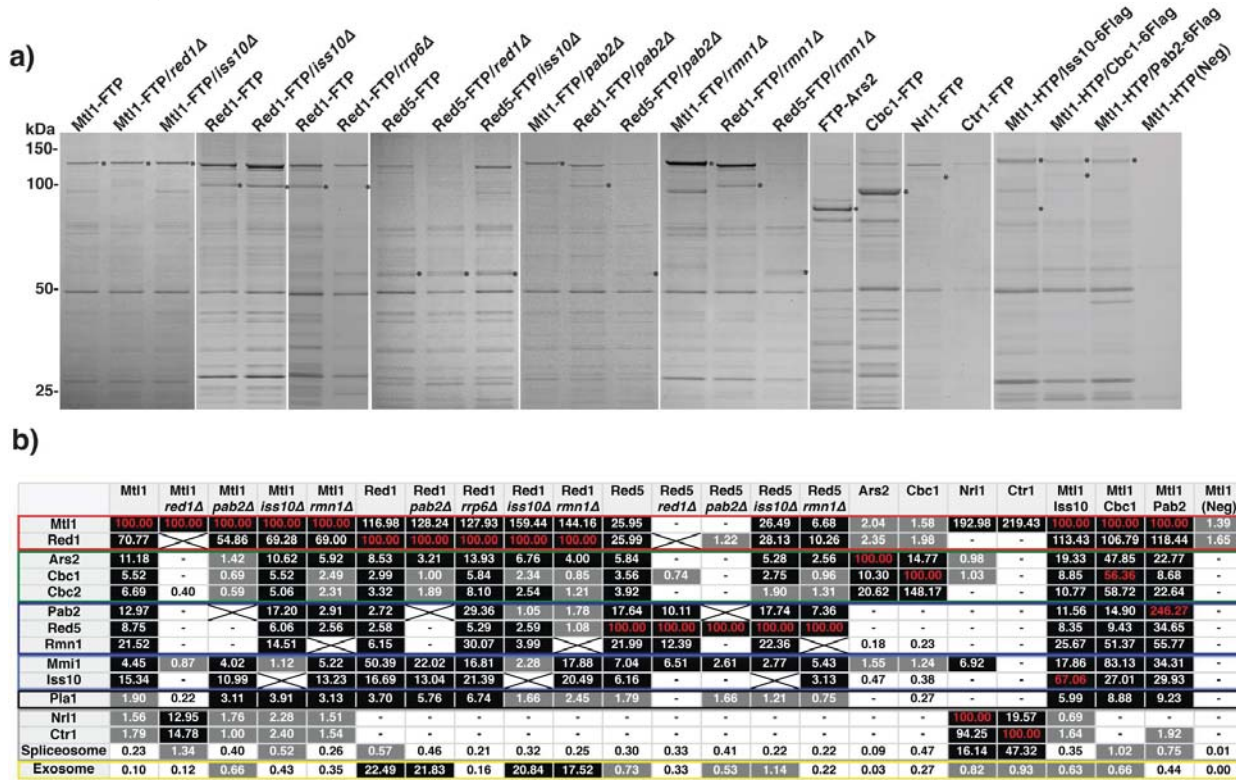 a)
Mtl1-FTP
Mtl1-FTP/red1Δ
Mtl1-FTP/iss10Δ
Red1-FTP
Red1-FTP/iss10Δ
Red1-FTP
Red1-FTP/rrp6Δ
Red5-FTP
Red5-FTP/red1Δ
Red5-FTP/iss10Δ
Mtl1-FTP/pab2Δ
Red1-FTP/pab2Δ
Red5-FTP/pab2Δ
Mtl1-FTP/rmn1Δ
Red1-FTP/rmn1Δ
Red5-FTP/rmn1Δ
FTP-Ars2
Cbc1-FTP
Nrl1-FTP
Ctr1-FTP
Mtl1-HTP/Iss10-6Flag
Mtl1-HTP/Cbc1-6Flag
Mtl1-HTP/Pab2-6Flag
Mtl1-HTP(Neg)
kDa
150-
100-
50-
25-
b)
Mtl1 Mtl1 Mtl1 Mtl1 Mtl1 Red1 Red1 Red1 Red1 Red1 Red5 Red5 Red5 Red5 Red5 Ars2 Cbc1 Nrl1 Ctr1 Mtl1 Mtl1 Mtl1 Mtl1
red1Δ pab2Δ iss10Δ rmn1Δ pab2Δ rrp6Δ iss10Δ rmn1Δ red1Δ pab2Δ iss10Δ rmn1Δ Iss10 Cbc1 Pab2 (Neg)
Mtl1 100.00 100.00 100.00 100.00 100.00 116.98 128.24 127.93 159.44 144.16 25.95 - - 26.49 6.68 2.04 1.58 192.98 219.43 100.00 100.00 100.00 1.39
Red1 70.77 54.86 69.28 69.00 100.00 100.00 100.00 100.00 100.00 25.99 1.22 28.13 10.26 2.35 1.98 - - 113.43 106.79 118.44 1.65
Ars2 11.18 - 1.42 10.62 5.92 8.53 3.21 13.93 6.76 4.00 5.84 - - 5.28 2.56 100.00 14.77 0.98 - 19.33 47.85 22.77 -
Cbc1 5.52 - 0.69 5.52 2.49 2.99 1.00 5.84 2.34 0.85 3.56 0.74 - 2.75 0.96 10.30 100.00 1.03 - 8.85 56.36 8.68 -
Cbc2 6.69 0.40 0.59 5.06 2.31 3.32 1.89 8.10 2.54 1.21 3.92 - - 1.90 1.31 20.62 148.17 - - 10.77 58.72 22.64 -
Pab2 12.97 - 17.20 2.91 2.72 29.36 1.05 1.78 17.64 10.11 17.74 7.36 - - - - 11.56 14.90 246.27 -
Red5 8.75 - - 6.06 2.56 2.58 - 5.29 2.59 1.08 100.00 100.00 100.00 100.00 100.00 - - - - 8.35 9.43 34.65 -
Rmn1 21.52 - - 14.51 6.15 - 30.07 3.99 21.99 12.39 - 22.36 0.18 0.23 - - 25.67 51.37 55.77 -
Mmi1 4.45 0.87 4.02 1.12 5.22 50.39 22.02 16.81 2.28 17.88 7.04 6.51 2.61 2.77 5.43 1.55 1.24 6.92 - 17.86 83.13 34.31 -
Iss10 15.34 - 10.99 13.23 16.69 13.04 21.39 20.49 6.16 - - 3.13 0.47 0.38 - - 67.06 27.01 29.93 -
Pla1 1.90 0.22 3.11 3.91 3.13 3.70 5.76 6.74 1.66 2.45 1.79 - 1.66 1.21 0.75 - 0.27 - - 5.99 8.88 9.23 -
Nrl1 1.56 12.95 1.76 2.28 1.51 - - - - - - - - - - - - 100.00 19.57 0.69 - - -
Ctr1 1.79 14.78 1.00 2.40 1.54 - - - - - - - - - - - - 94.25 100.00 1.64 - 1.92 -
Spliceosome 0.23 1.34 0.40 0.52 0.26 0.57 0.46 0.21 0.32 0.25 0.30 0.33 0.41 0.22 0.22 0.09 0.47 16.14 47.32 0.35 1.02 0.75 0.01
Exosome 0.10 0.12 0.66 0.43 0.35 22.49 21.83 0.16 20.84 17.52 0.73 0.33 0.53 1.14 0.22 0.03 0.27 0.82 0.93 0.63 0.66 0.44 0.00